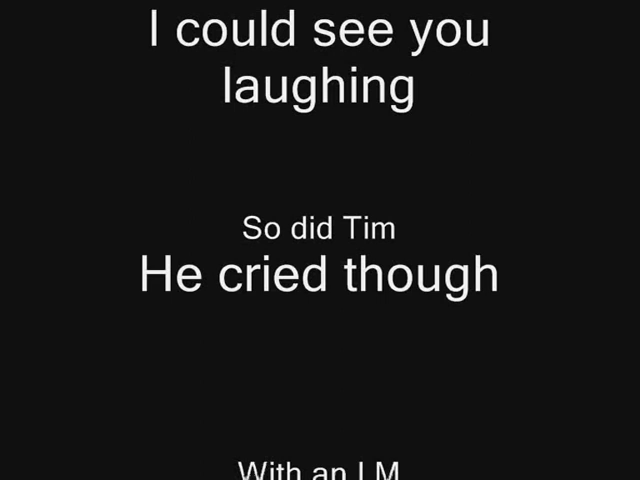 I could see you
laughing
So did Tim
He cried though
With an I M